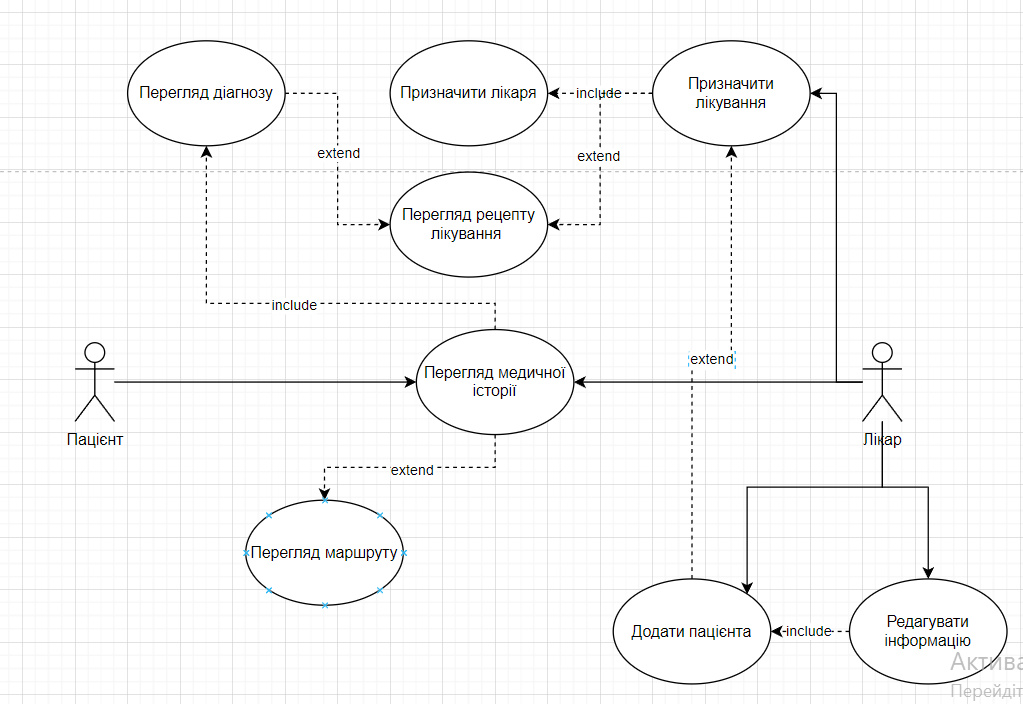 Перегляд діагнозу
Призначити лікаря
include
Призначити
лікування
extend
extend
Перегляд рецепту
лікування
include
extend
Перегляд медичної
історії
Пацієнт
Лікар
extend
Перегляд маршруту
Додати пацієнта
include
Редагувати
інформацію
Перейдіт